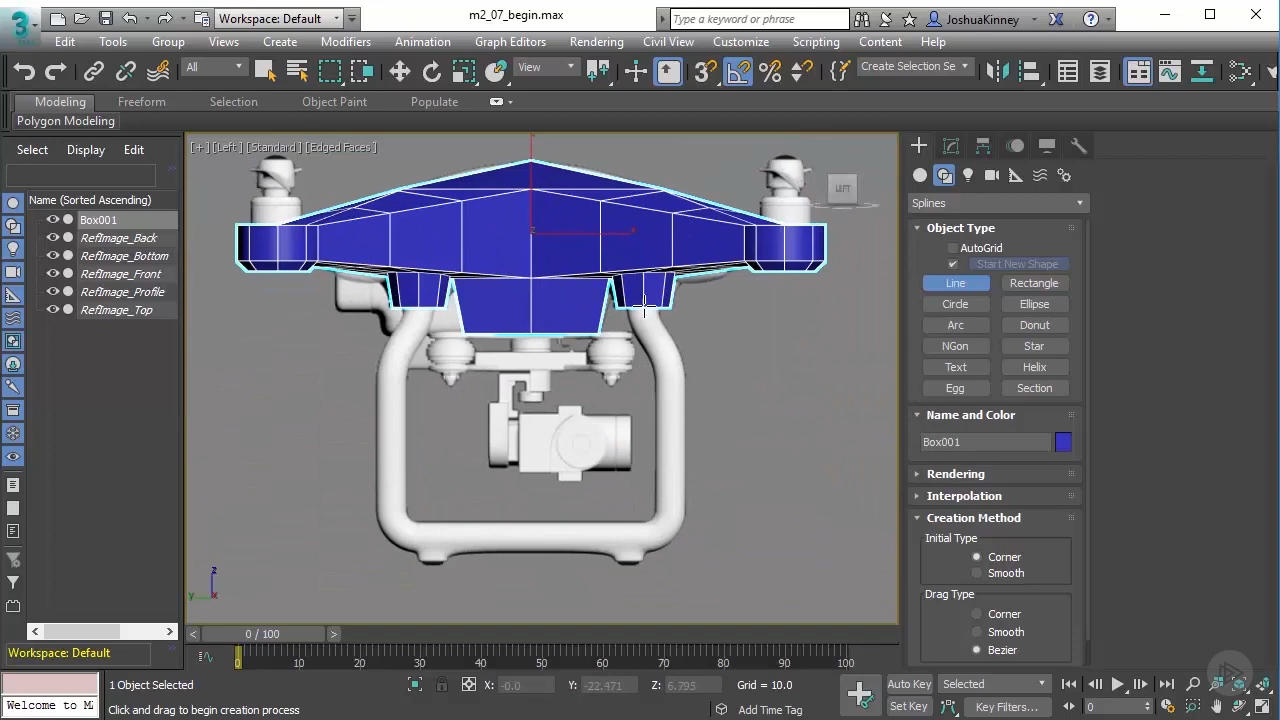 3
MAX
Workspace: Default
m2_07_begin.max
Type a keyword or phrase
JoshuaKinney
Edit Tools Group Views Create Modifiers Animation Graph Editors Rendering Civil View Customize Scripting Content Help
All
View
3
Create Selection Se
Modeling Freeform Selection Object Paint Populate
Polygon Modeling
Select Display Edit
[+] [Left] [Standard] [Edged Faces]
LEFT
Name (Sorted Ascending)
Box001
RefImage_Back
RefImage_Bottom
RefImage_Front
RefImage_Profile
RefImage_Top
Splines
Object Type
AutoGrid
Start New Shape
Line Rectangle
Circle Ellipse
Arc Donut
NGon Star
Text Helix
Egg Section
Name and Color
Box001
Rendering
Interpolation
Creation Method
Initial Type
Corner
Smooth
Drag Type
Corner
Smooth
Bezier
z
x
z
y x
0 / 100
Workspace: Default
0 10 20 30 40 50 60 70 80 90 100
1 Object Selected
X: -0.0 Y: -22.471 Z: 6.795 Grid = 10.0
Auto Key Selected
Welcome to MA
Click and drag to begin creation process
Add Time Tag
Set Key Key Filters...
0